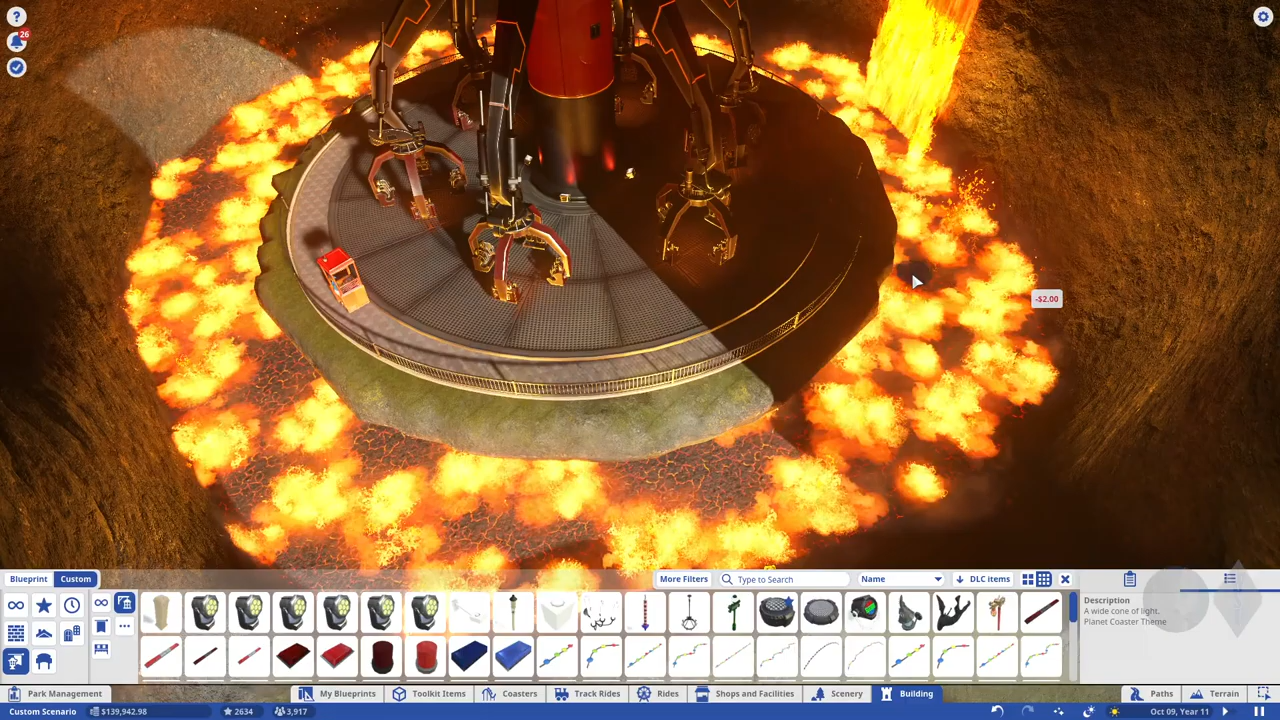 ?
26
-$2.00
Blueprint Custom More Filters Type to Search Name DLC items
Description
A wide cone of light.
Planet Coaster Theme
Park Management My Blueprints Toolkit Items Coasters Track Rides Rides Shops and Facilities Scenery Building Paths Terrain
Custom Scenario $139,942.98 2634 3,917 Oct 09, Year 11